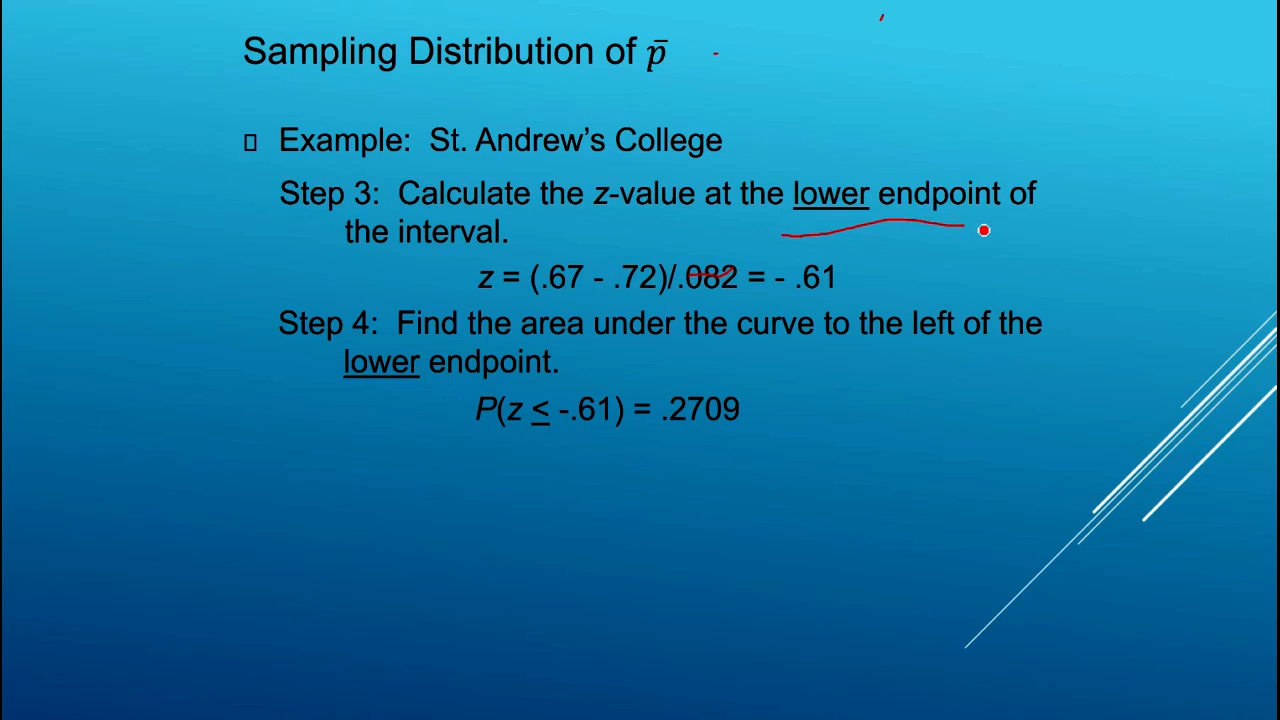 Sampling Distribution of p̄
Example: St. Andrew’s College
Step 3: Calculate the z-value at the lower endpoint of
the interval.
z = (.67 - .72)/.082 = - .61
Step 4: Find the area under the curve to the left of the
lower endpoint.
P(z ≤ -.61) = .2709